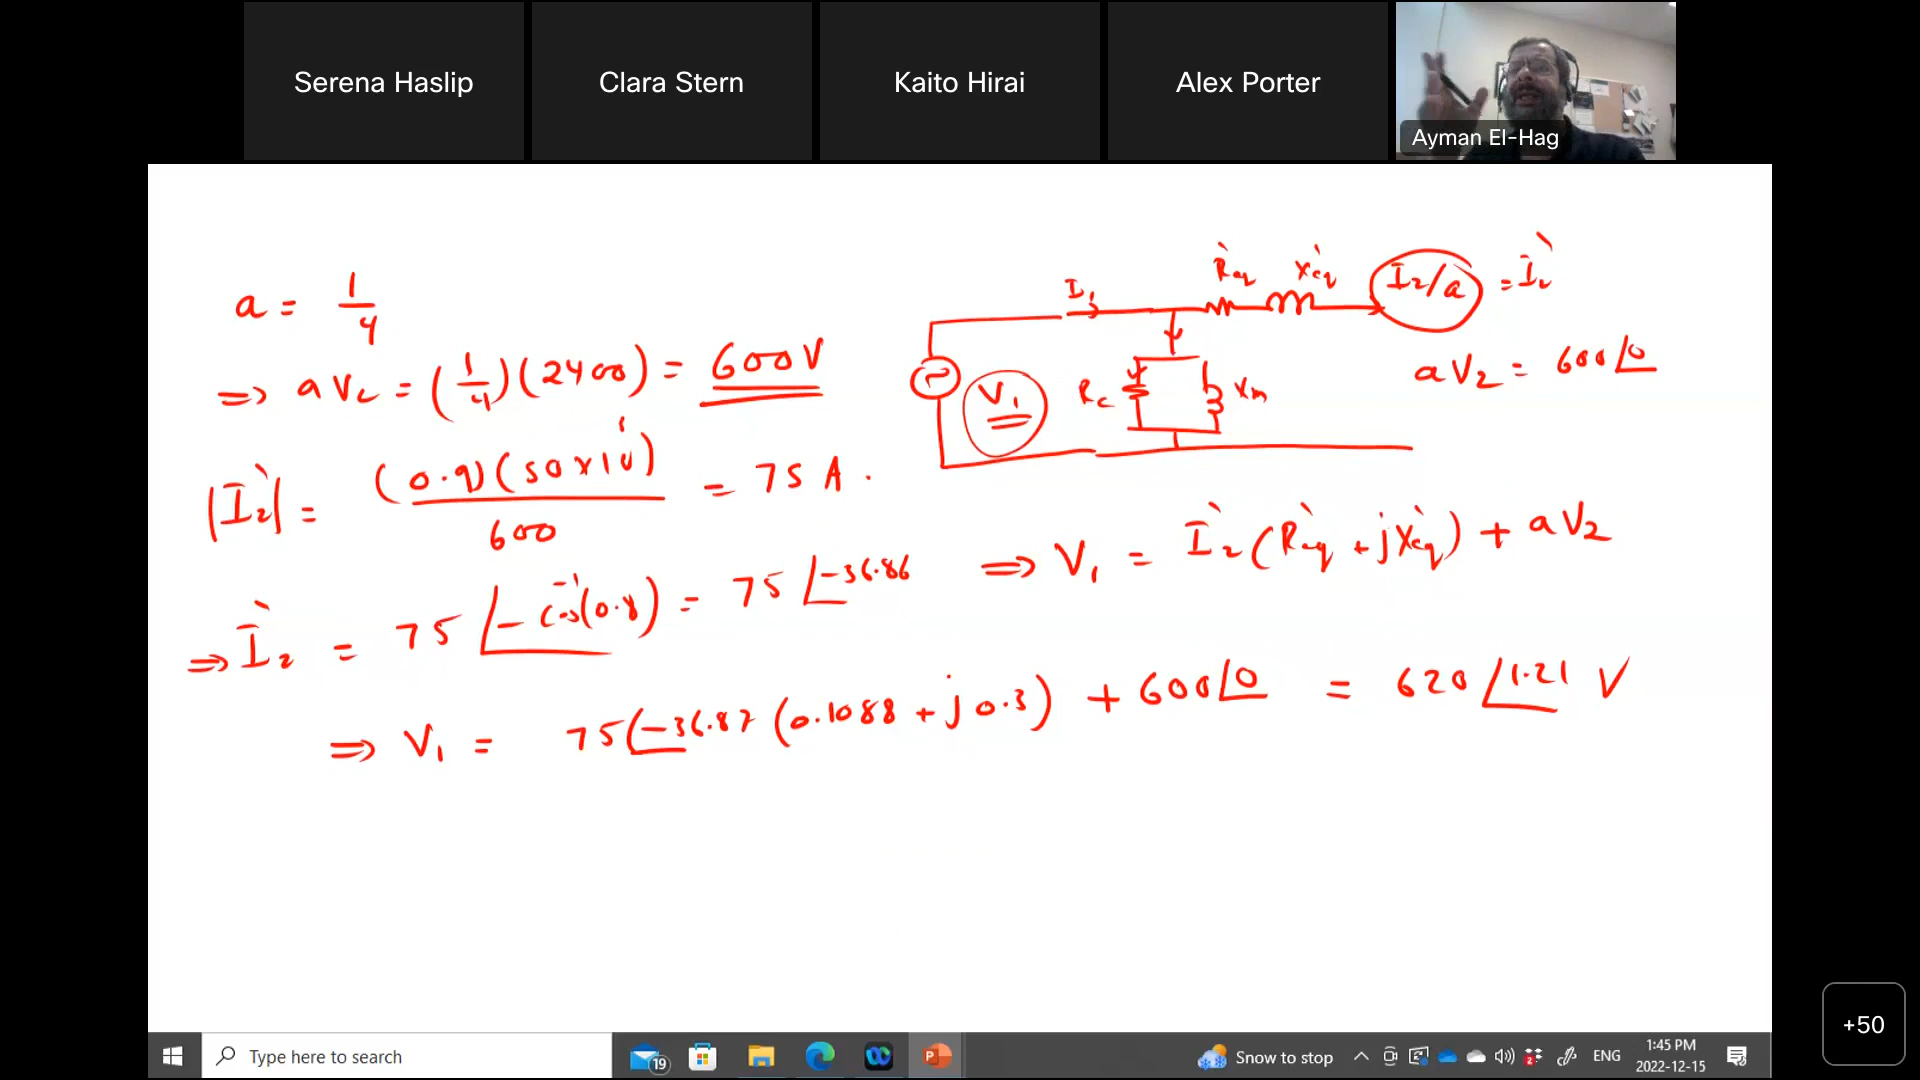 Serena Haslip
Clara Stern
Kaito Hirai
Alex Porter
Ayman El-Hag
a = 1/4
⇒ aV2 = (1/4)(2400) = 600 V
|I2`| = (0.9)(50x10³)/600 = 75 A.
⇒ I2` = 75 ∠-cos⁻¹(0.8) = 75 ∠-36.86
I1
R`eq
X`eq
I2/a = I2`
V1
Rc
Xm
aV2 = 600∠0
⇒ V1 = I2`(R`eq + jX`eq) + aV2
⇒ V1 = 75∠-36.87 (0.1088 + j0.3) + 600∠0 = 620 ∠1.21 V
+50
Type here to search
19
Snow to stop
2
ENG
1:45 PM
2022-12-15